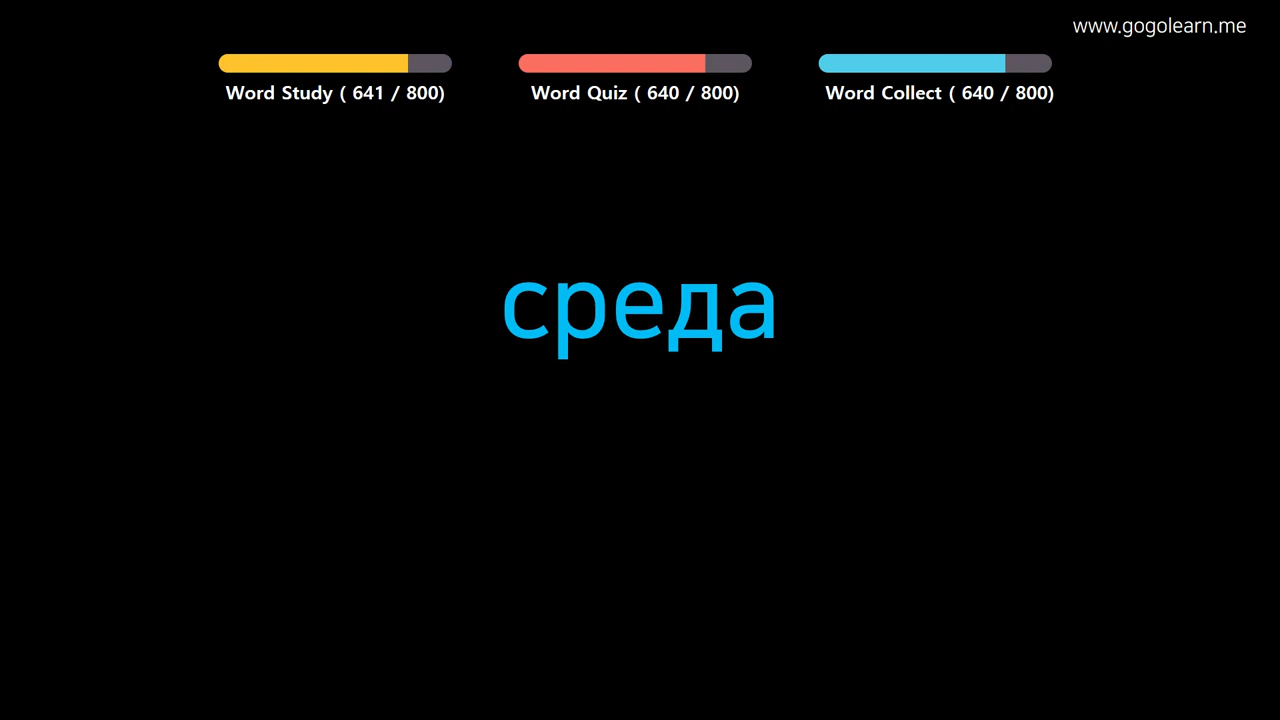 www.gogolearn.me
Word Study ( 641 / 800)
Word Quiz ( 640 / 800)
Word Collect ( 640 / 800)
среда